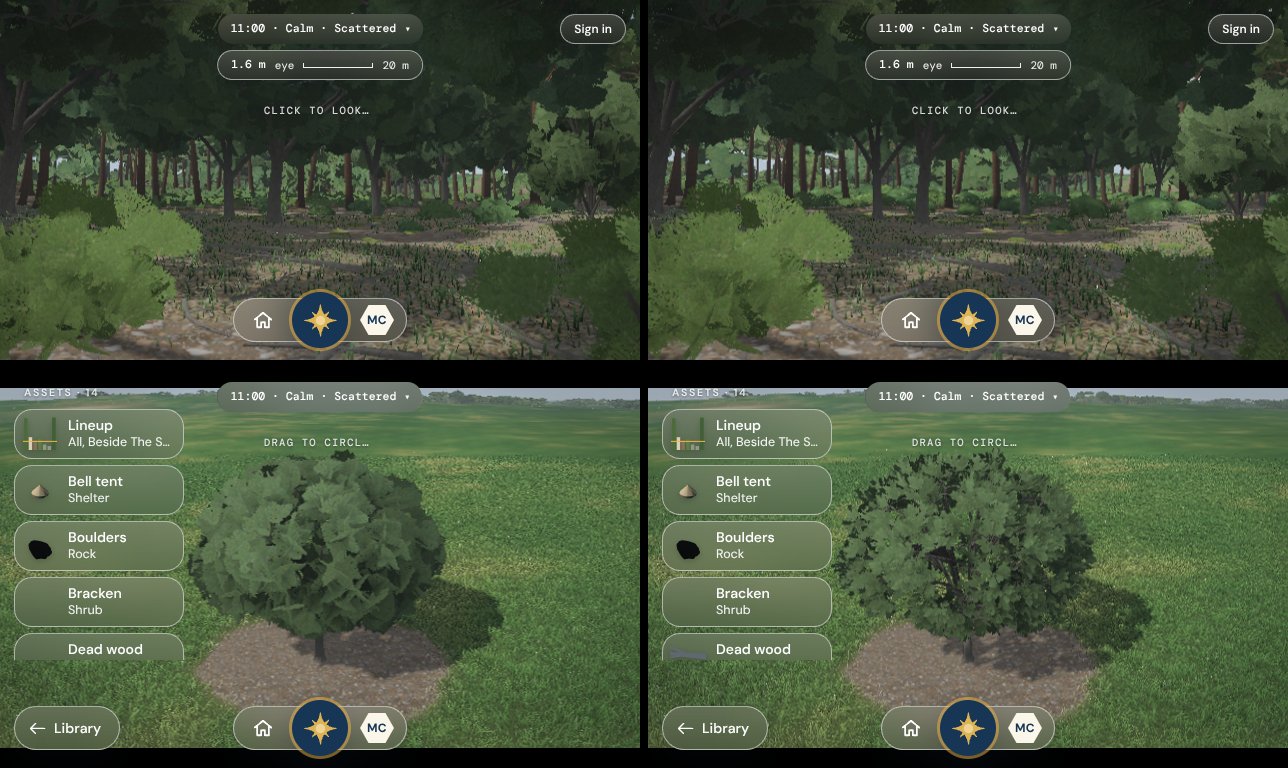 11:00 · Calm · Scattered ▾
Sign in
1.6 m eye 20 m
CLICK TO LOOK…
MC
11:00 · Calm · Scattered ▾
Sign in
1.6 m eye 20 m
CLICK TO LOOK…
MC
ASSETS · 14
11:00 · Calm · Scattered ▾
DRAG TO CIRCL…
Lineup
All, Beside The S…
Bell tent
Shelter
Boulders
Rock
Bracken
Shrub
Dead wood
← Library
MC
ASSETS · 14
11:00 · Calm · Scattered ▾
DRAG TO CIRCL…
Lineup
All, Beside The S…
Bell tent
Shelter
Boulders
Rock
Bracken
Shrub
Dead wood
← Library
MC